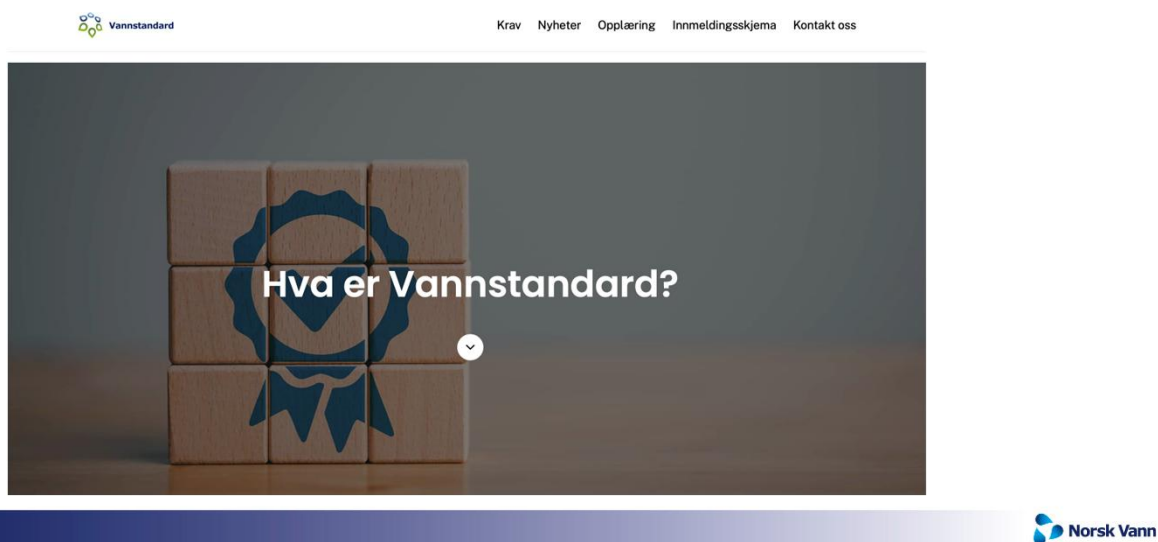 Vannstandard
Krav Nyheter Opplæring Innmeldingsskjema Kontakt oss
Hva er Vannstandard?
Norsk Vann